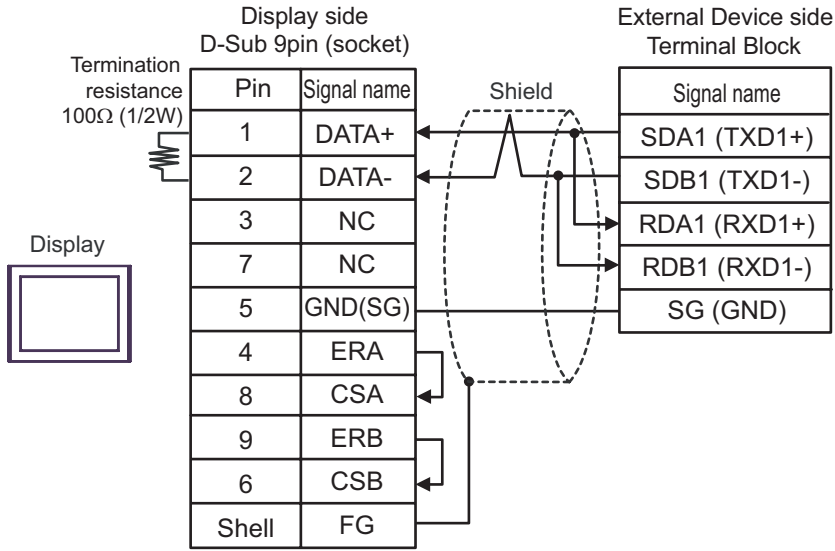 Display side
D-Sub 9pin (socket)
External Device side
Terminal Block
Termination
resistance
100Ω (1/2W)
Pin Signal name
Shield
Signal name
1 DATA+
SDA1 (TXD1+)
2 DATA-
SDB1 (TXD1-)
3 NC
RDA1 (RXD1+)
Display
7 NC
RDB1 (RXD1-)
5 GND(SG)
SG (GND)
4 ERA
8 CSA
9 ERB
6 CSB
Shell FG